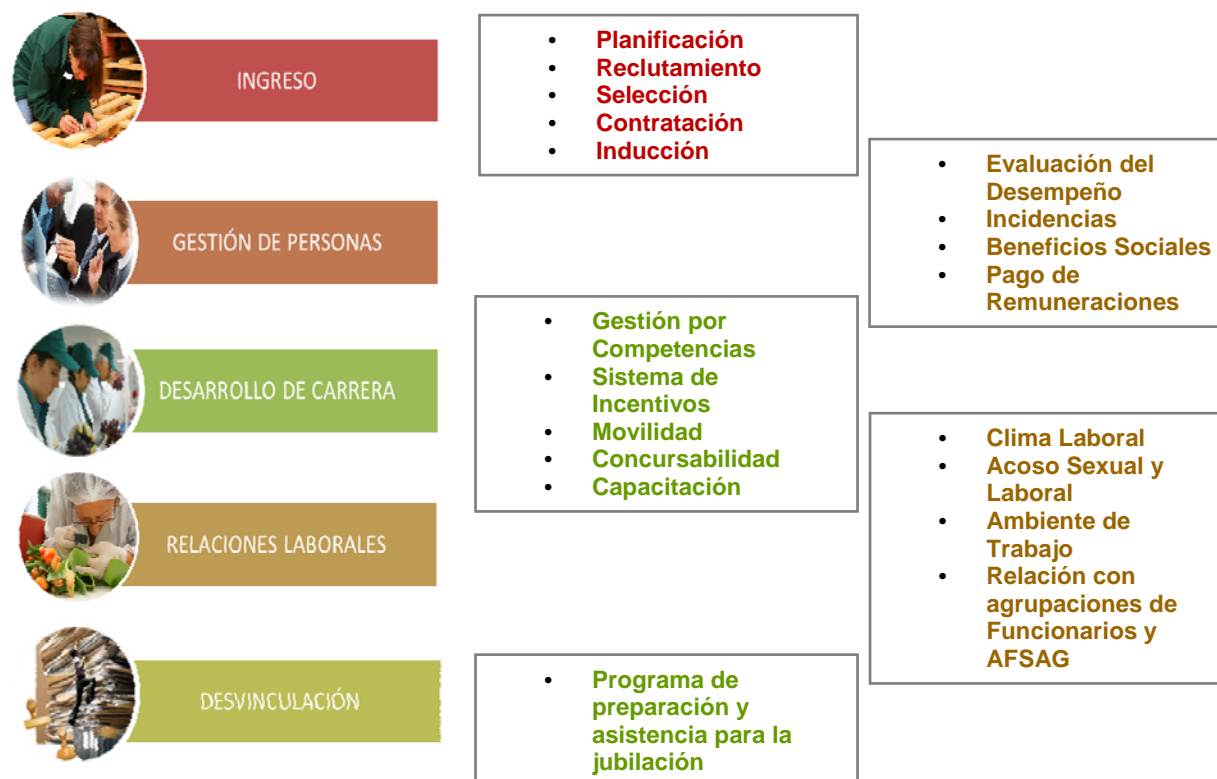 INGRESO
• Planificación
• Reclutamiento
• Selección
• Contratación
• Inducción
GESTIÓN DE PERSONAS
• Evaluación del
Desempeño
• Incidencias
• Beneficios Sociales
• Pago de
Remuneraciones
DESARROLLO DE CARRERA
• Gestión por
Competencias
• Sistema de
Incentivos
• Movilidad
• Concursabilidad
• Capacitación
RELACIONES LABORALES
• Clima Laboral
• Acoso Sexual y
Laboral
• Ambiente de
Trabajo
• Relación con
agrupaciones de
Funcionarios y
AFSAG
DESVINCULACIÓN
• Programa de
preparación y
asistencia para la
jubilación